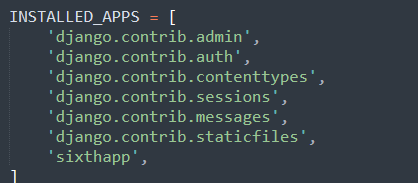 INSTALLED_APPS = [
    'django.contrib.admin',
    'django.contrib.auth',
    'django.contrib.contenttypes',
    'django.contrib.sessions',
    'django.contrib.messages',
    'django.contrib.staticfiles',
    'sixthapp',
]